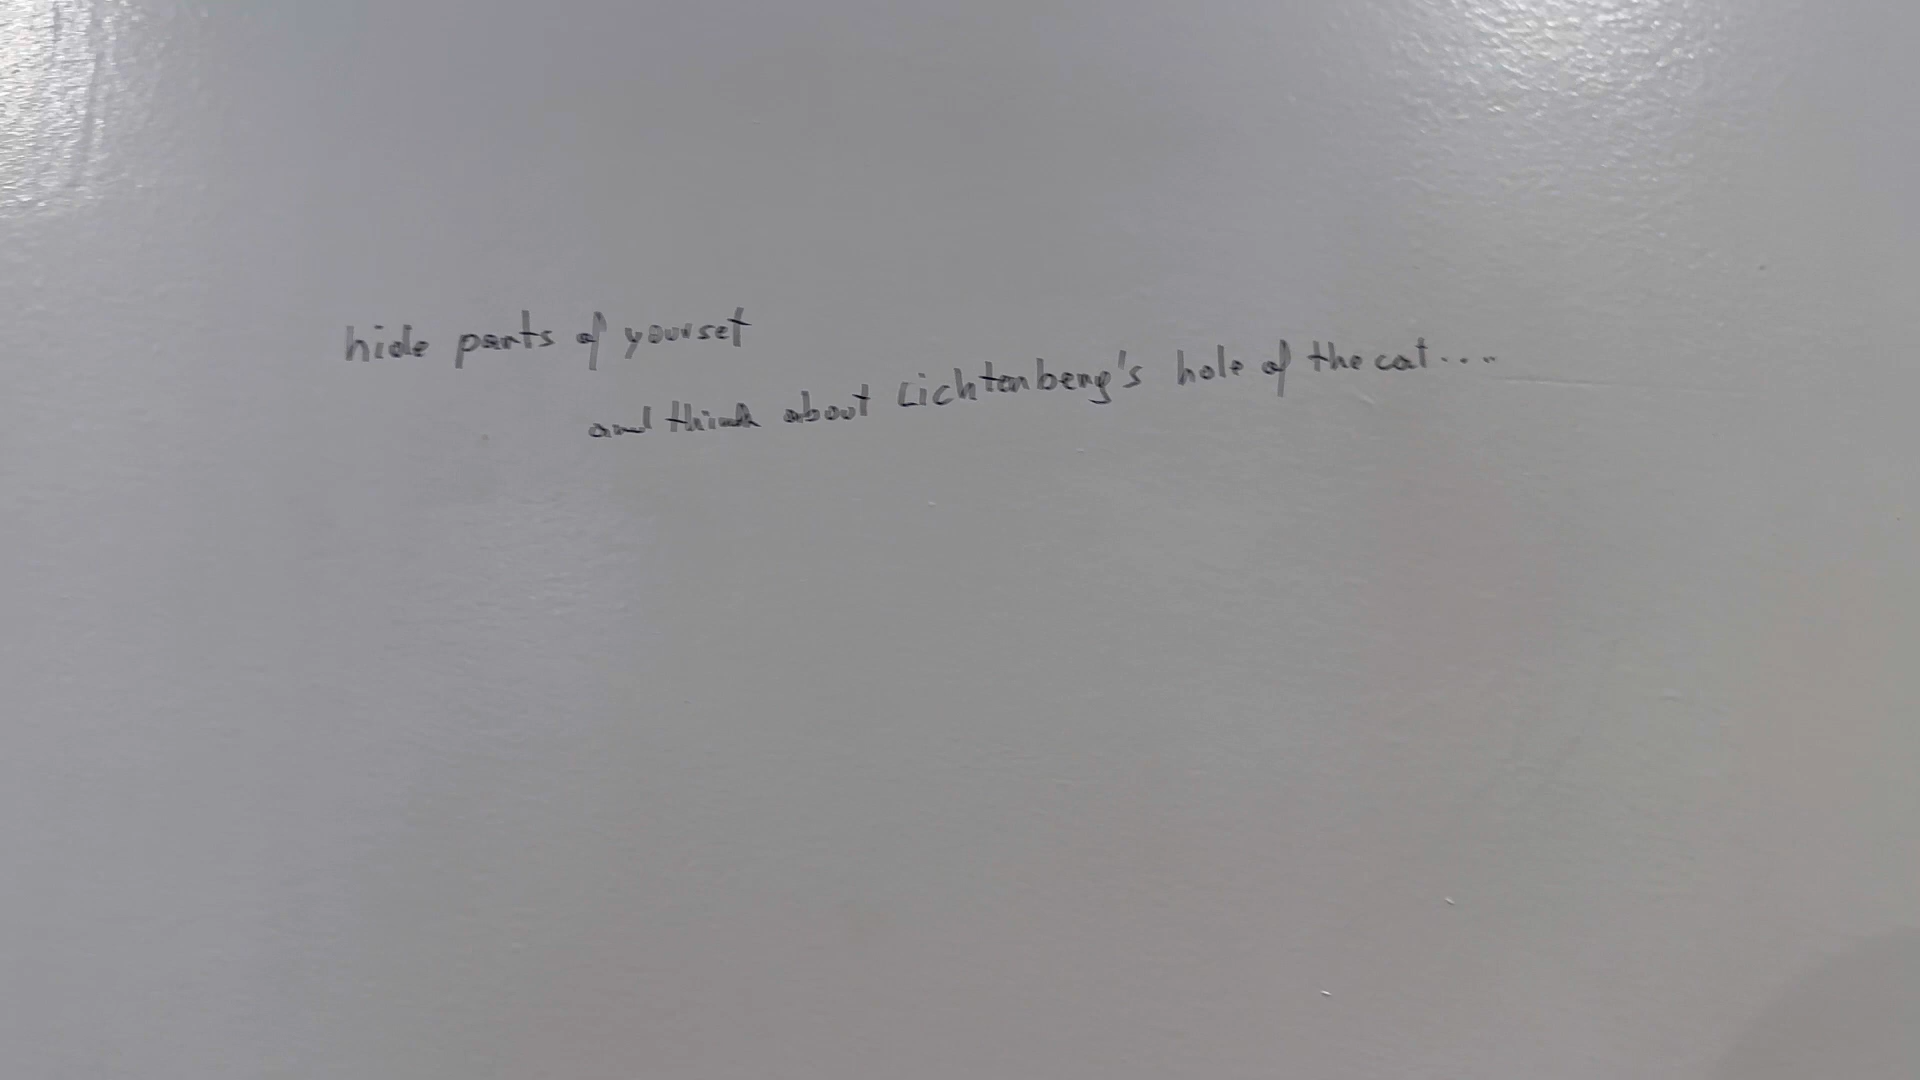 hide parts of yourset
and think about Lichtenberg's hole of the cat....